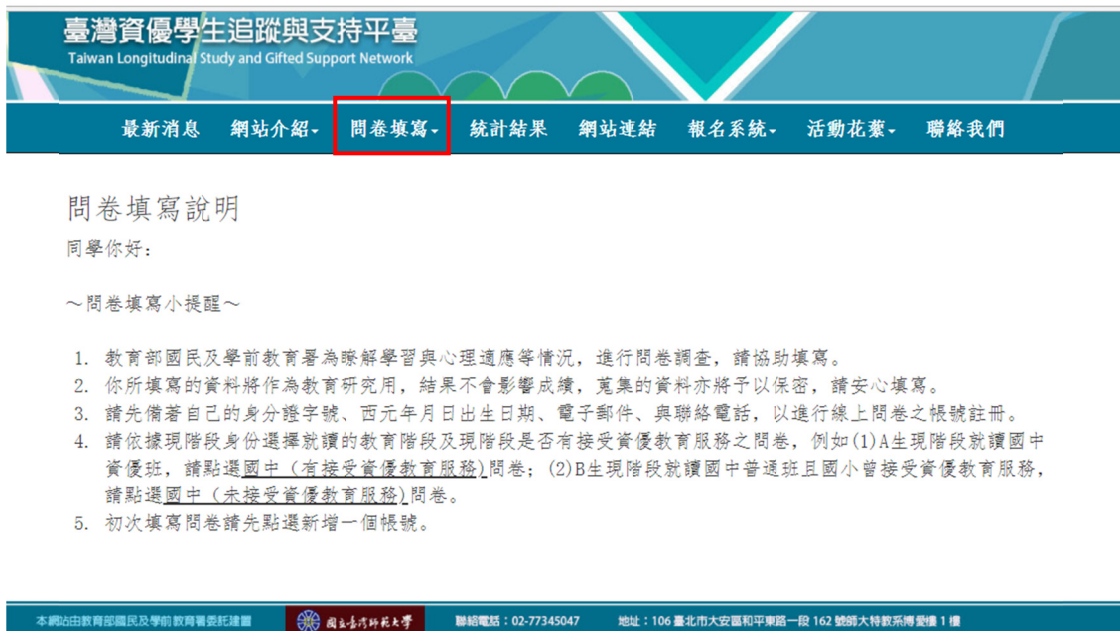 臺灣資優學生追蹤與支持平臺
Taiwan Longitudinal Study and Gifted Support Network
最新消息 網站介紹 問卷填寫 統計結果 網站連結 報名系統 活動花絮 聯絡我們
問卷填寫說明
同學你好：
～問卷填寫小提醒～
1. 教育部國民及學前教育署為瞭解學習與心理適應等情況，進行問卷調查，請協助填寫。
2. 你所填寫的資料將作為教育研究用，結果不會影響成績，蒐集的資料亦將予以保密，請安心填寫。
3. 請先備著自己的身分證字號、西元年月日出生日期、電子郵件、與聯絡電話，以進行線上問卷之帳號註冊。
4. 請依據現階段身份選擇就讀的教育階段及現階段是否有接受資優教育服務之問卷，例如(1)A生現階段就讀國中
資優班，請點選國中（有接受資優教育服務)問卷；(2)B生現階段就讀國中普通班且國小曾接受資優教育服務，
請點選國中（未接受資優教育服務)問卷。
5. 初次填寫問卷請先點選新增一個帳號。
本網站由教育部國民及學前教育署委託建置 國立臺灣師範大學 聯絡電話：02-77345047 地址：106 臺北市大安區和平東路一段 162 號師大特教系博愛樓 1 樓